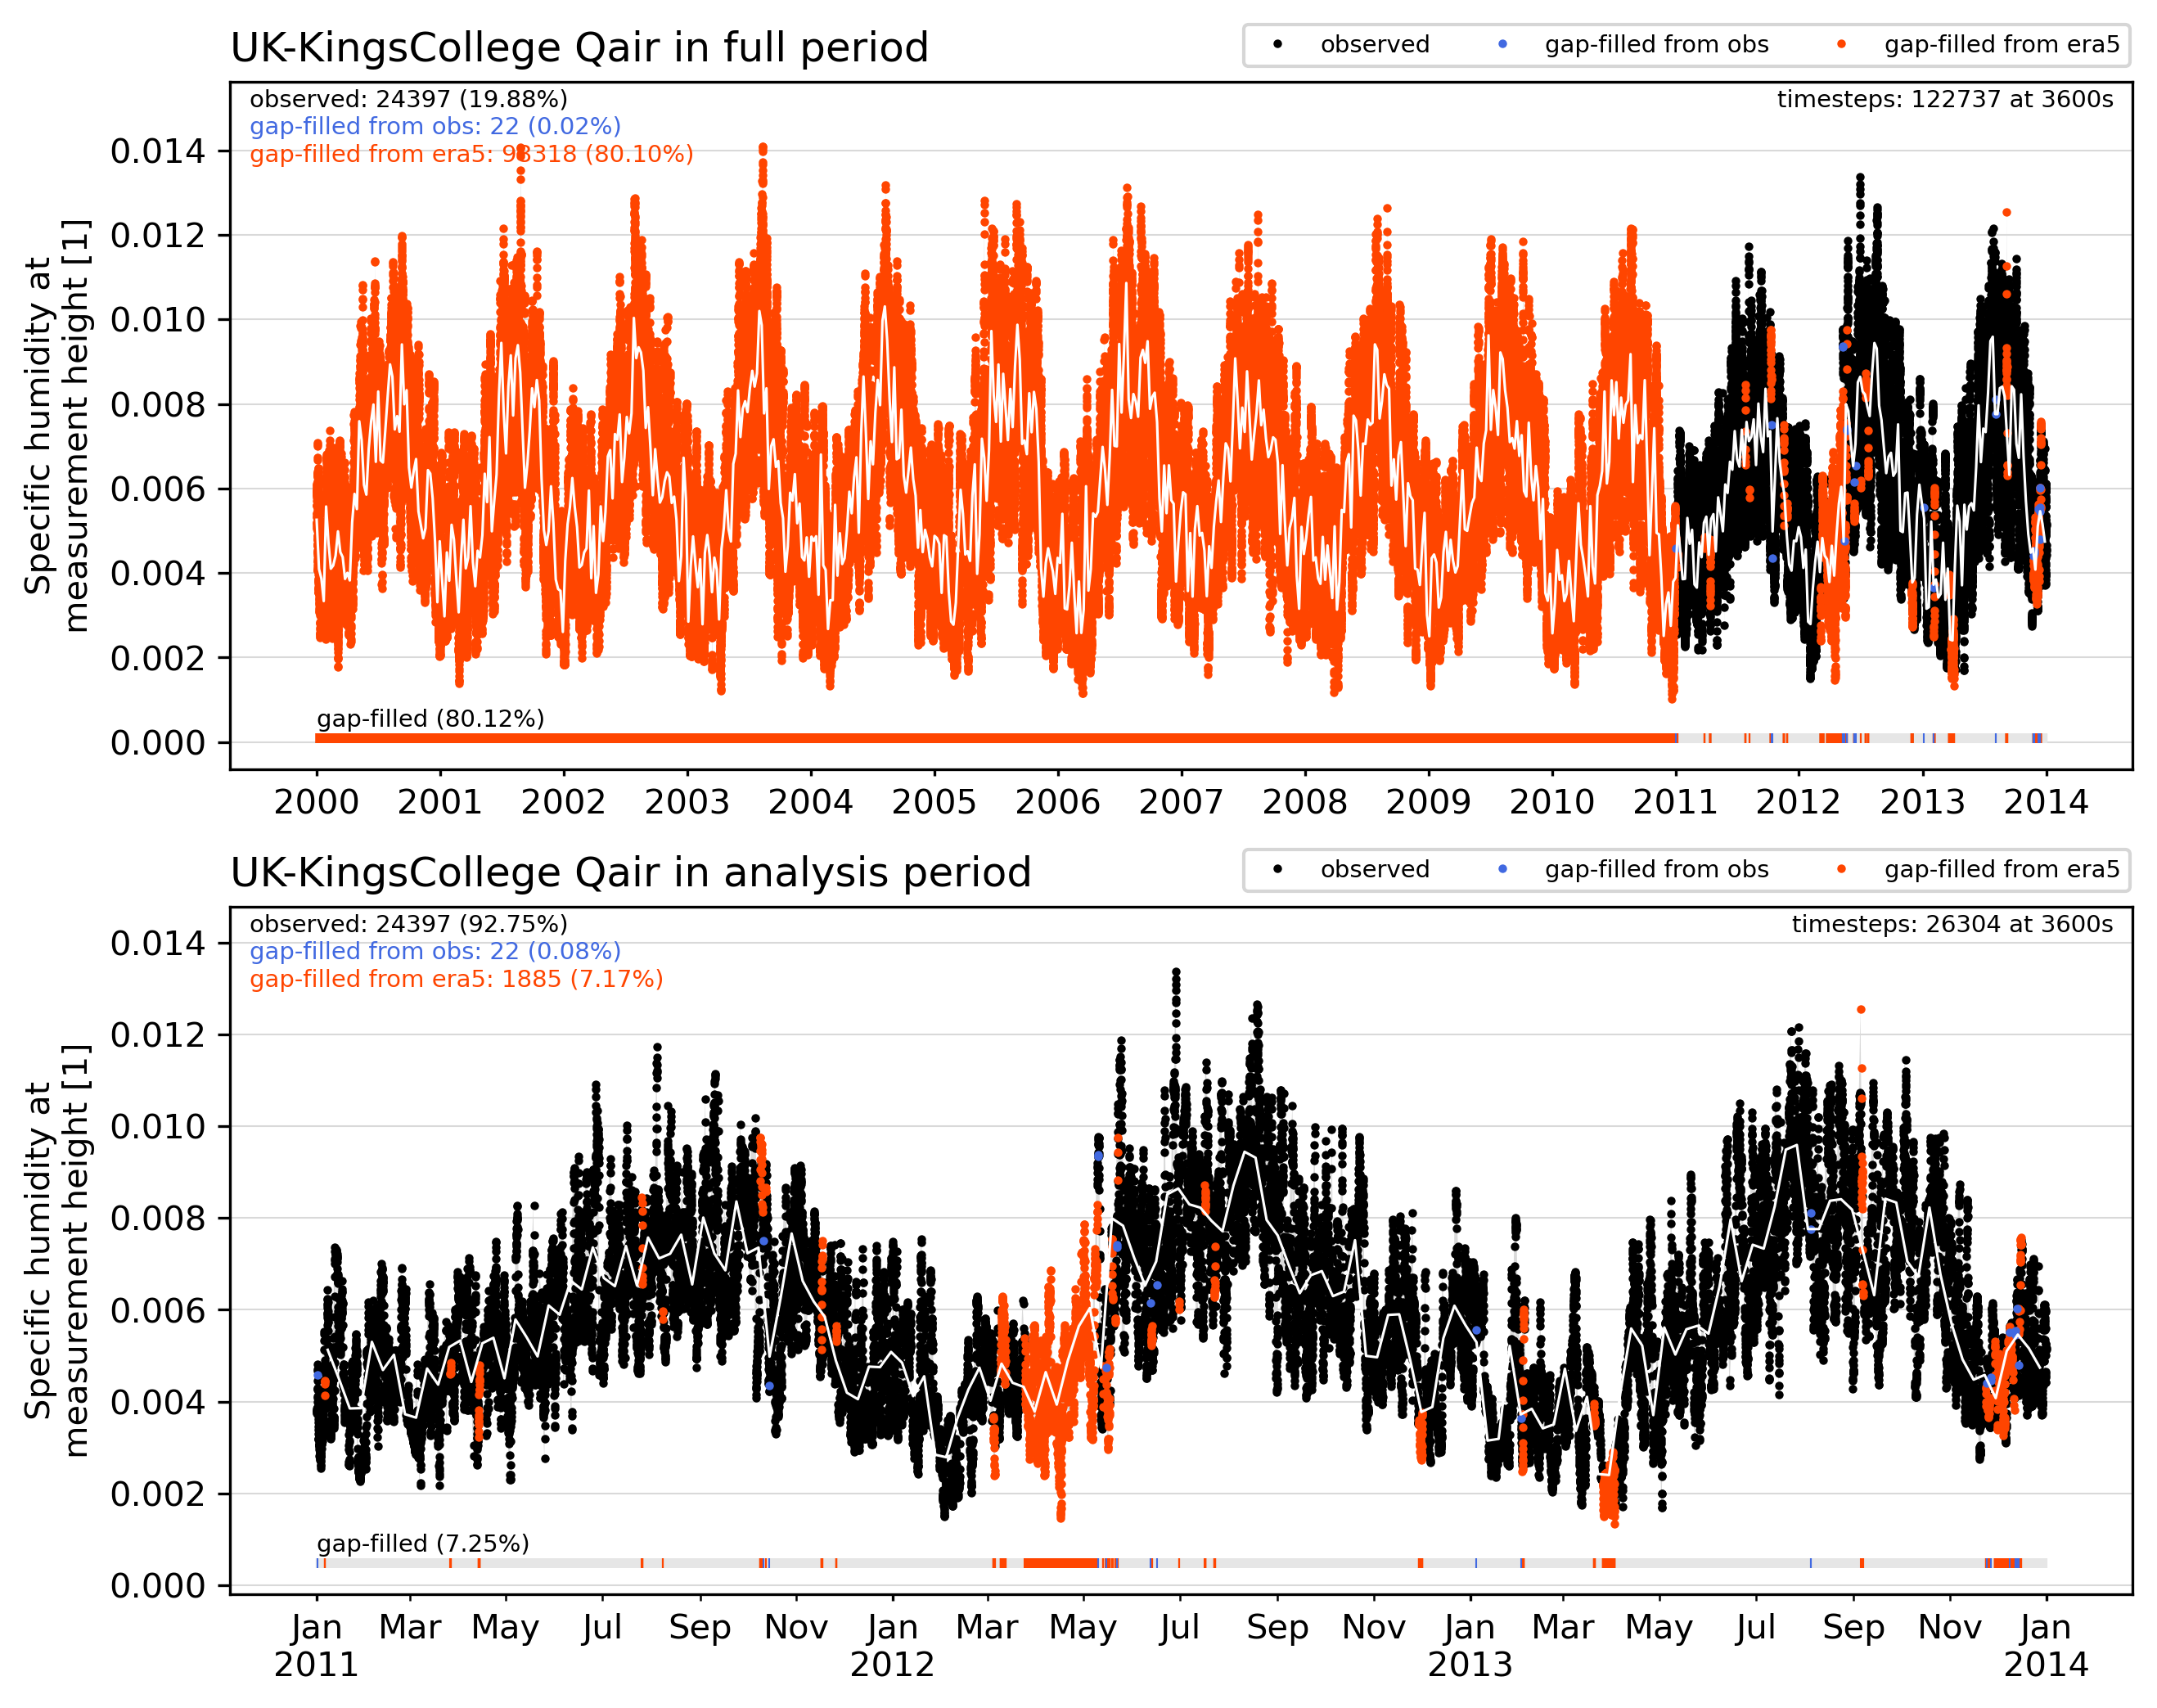 UK-KingsCollege Qair in full period
observed gap-filled from obs gap-filled from era5
observed: 24397 (19.88%)
timesteps: 122737 at 3600s
gap-filled from obs: 22 (0.02%)
gap-filled from era5: 98318 (80.10%)
Specific humidity at
measurement height [1]
0.014
0.012
0.010
0.008
0.006
0.004
0.002
0.000
gap-filled (80.12%)
2000 2001 2002 2003 2004 2005 2006 2007 2008 2009 2010 2011 2012 2013 2014
UK-KingsCollege Qair in analysis period
observed gap-filled from obs gap-filled from era5
observed: 24397 (92.75%)
timesteps: 26304 at 3600s
gap-filled from obs: 22 (0.08%)
gap-filled from era5: 1885 (7.17%)
Specific humidity at
measurement height [1]
0.014
0.012
0.010
0.008
0.006
0.004
0.002
0.000
gap-filled (7.25%)
Jan Mar May Jul Sep Nov Jan Mar May Jul Sep Nov Jan Mar May Jul Sep Nov Jan
2011 2012 2013 2014